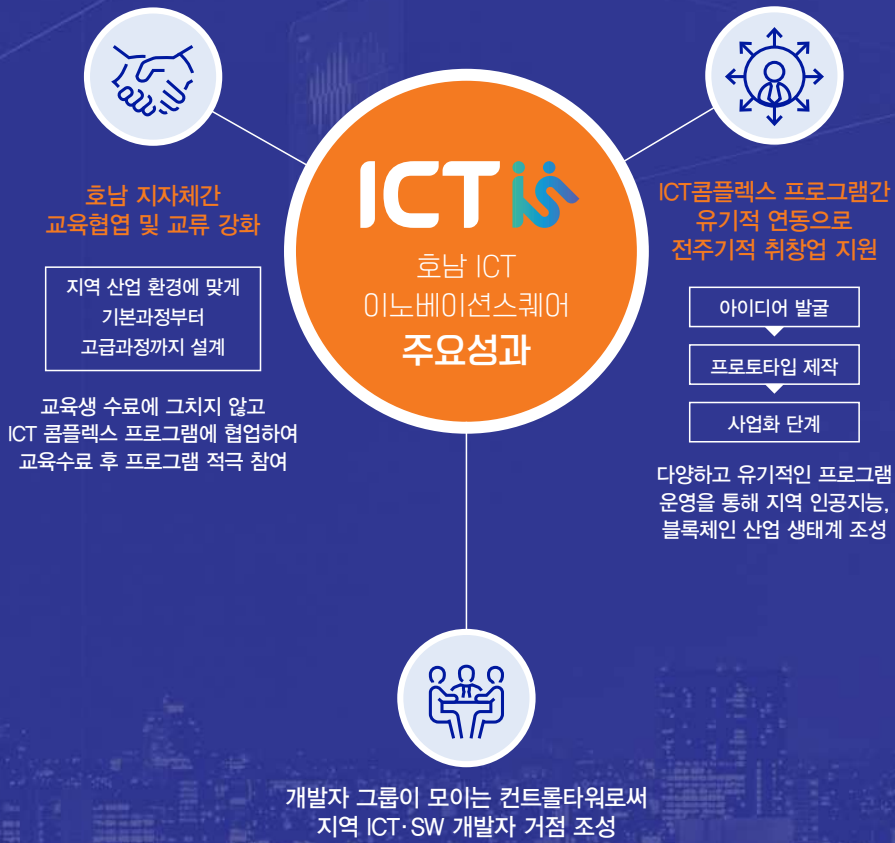 ICT is
호남 ICT
이노베이션스퀘어
주요성과
호남 지자체간
교육협업 및 교류 강화
지역 산업 환경에 맞게
기본과정부터
고급과정까지 설계
교육생 수료에 그치지 않고
ICT 콤플렉스 프로그램에 협업하여
교육수료 후 프로그램 적극 참여
ICT콤플렉스 프로그램간
유기적 연동으로
전주기적 취창업 지원
아이디어 발굴
프로토타입 제작
사업화 단계
다양하고 유기적인 프로그램
운영을 통해 지역 인공지능,
블록체인 산업 생태계 조성
개발자 그룹이 모이는 컨트롤타워로써
지역 ICT·SW 개발자 거점 조성